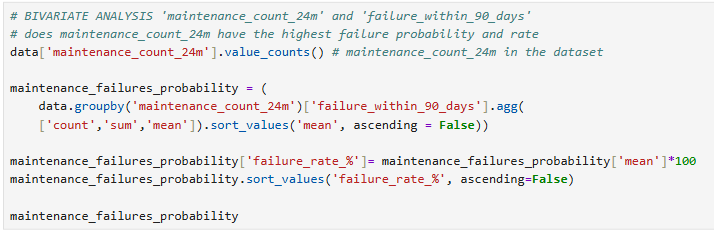 # BIVARIATE ANALYSIS 'maintenance_count_24m' and 'failure_within_90_days'
# does maintenance_count_24m have the highest failure probability and rate
data['maintenance_count_24m'].value_counts() # maintenance_count_24m in the dataset
maintenance_failures_probability = (
    data.groupby('maintenance_count_24m')['failure_within_90_days'].agg(
    ['count','sum','mean']).sort_values('mean', ascending = False))
maintenance_failures_probability['failure_rate_%']= maintenance_failures_probability['mean']*100
maintenance_failures_probability.sort_values('failure_rate_%', ascending=False)
maintenance_failures_probability